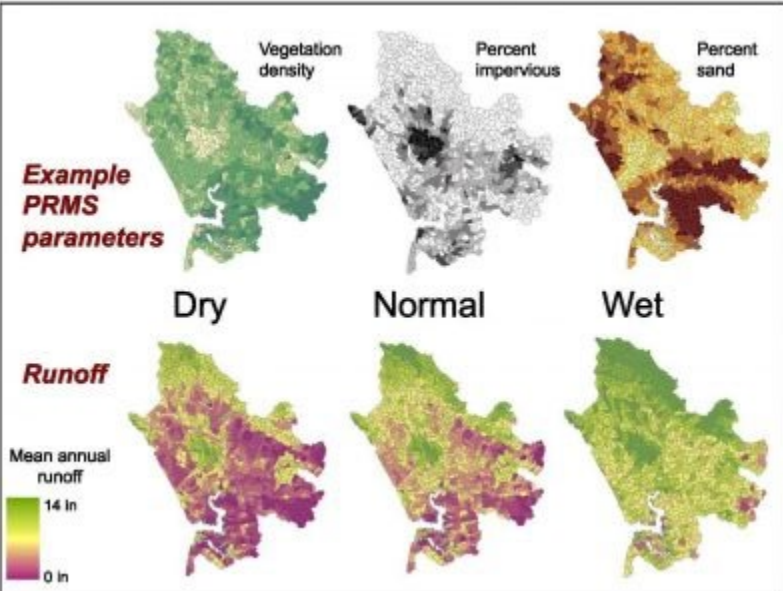 Vegetation
density
Percent
impervious
Percent
sand
Example
PRMS
parameters
Dry
Normal
Wet
Runoff
Mean annual
runoff
14 in
0 in